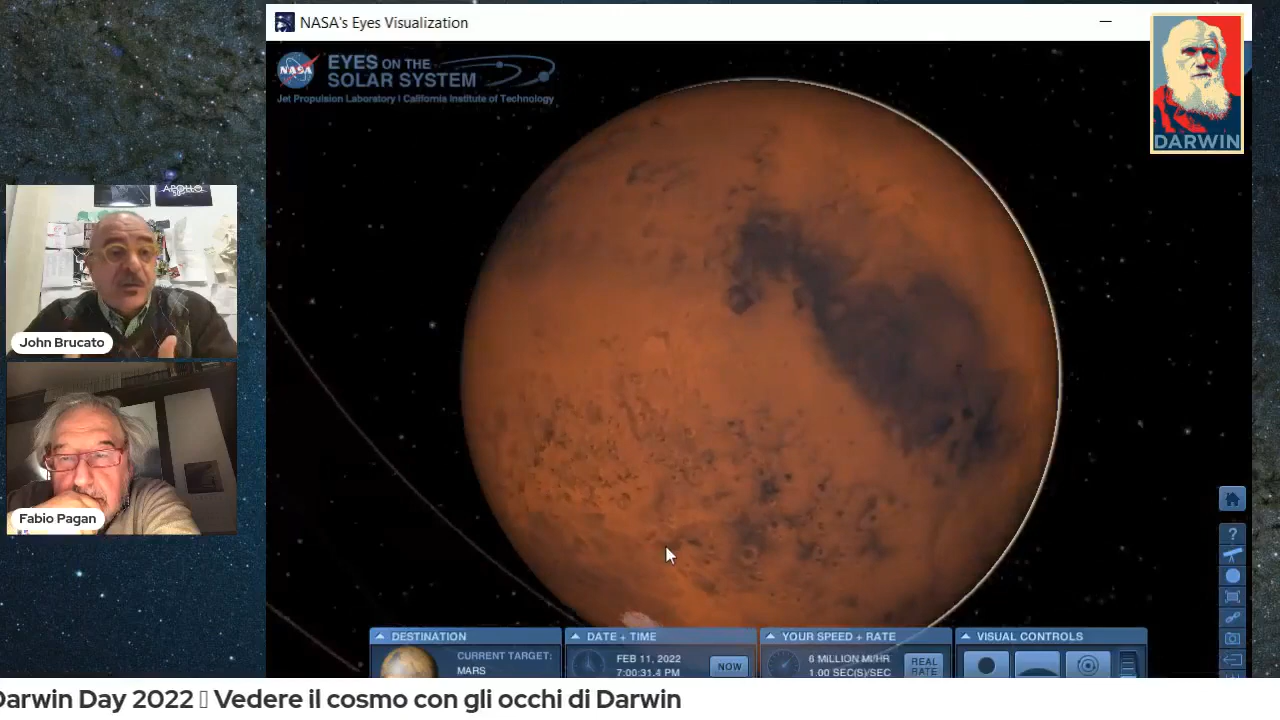 NASA's Eyes Visualization
NASA
EYES ON THE
SOLAR SYSTEM
Jet Propulsion Laboratory | California Institute of Technology
DARWIN
APOLLO
John Brucato
Fabio Pagan
?
DESTINATION
CURRENT TARGET:
MARS
DATE + TIME
FEB 11, 2022
7:00:31.4 PM
NOW
YOUR SPEED + RATE
6 MILLION MI/HR
1.00 SEC(S)/SEC
REAL
RATE
VISUAL CONTROLS
Darwin Day 2022 ▯ Vedere il cosmo con gli occhi di Darwin